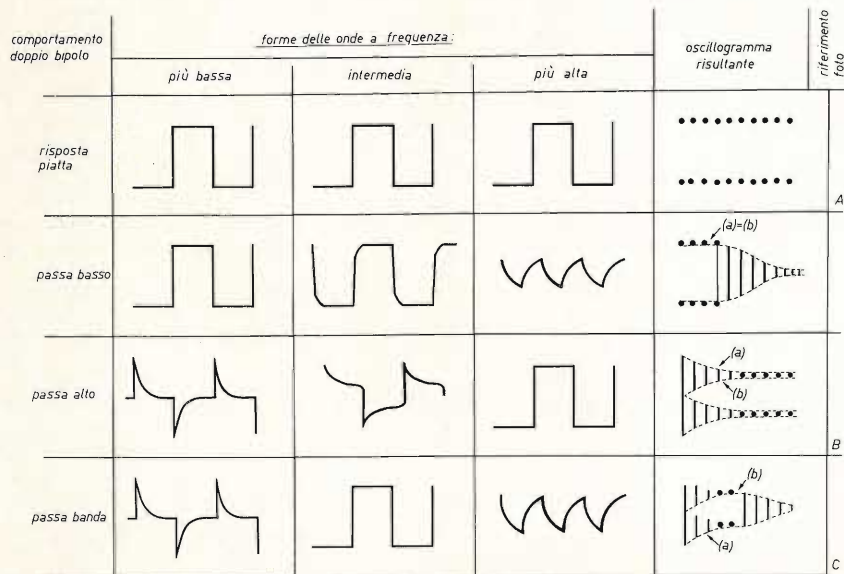 comportamento
doppio bipolo
forme delle onde a frequenza:
più bassa
intermedia
più alta
oscillogramma
risultante
riferimento
foto
risposta
piatta
A
passa basso
(a)=(b)
passa alto
(a)
(b)
B
passa banda
(b)
(a)
C